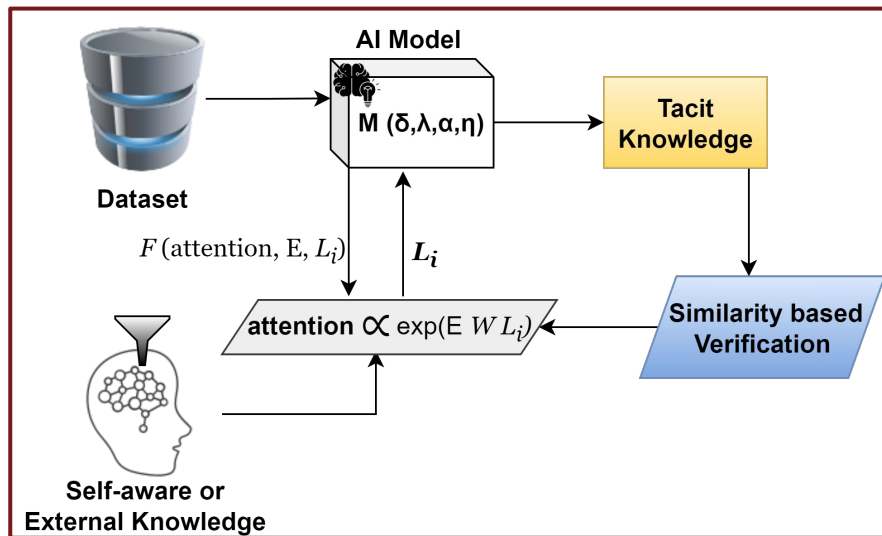 AI Model
M (δ,λ,α,η)
Tacit
Knowledge
Dataset
F (attention, E, Lᵢ)
Lᵢ
attention ∝ exp(E W Lᵢ)
Similarity based
Verification
Self-aware or
External Knowledge